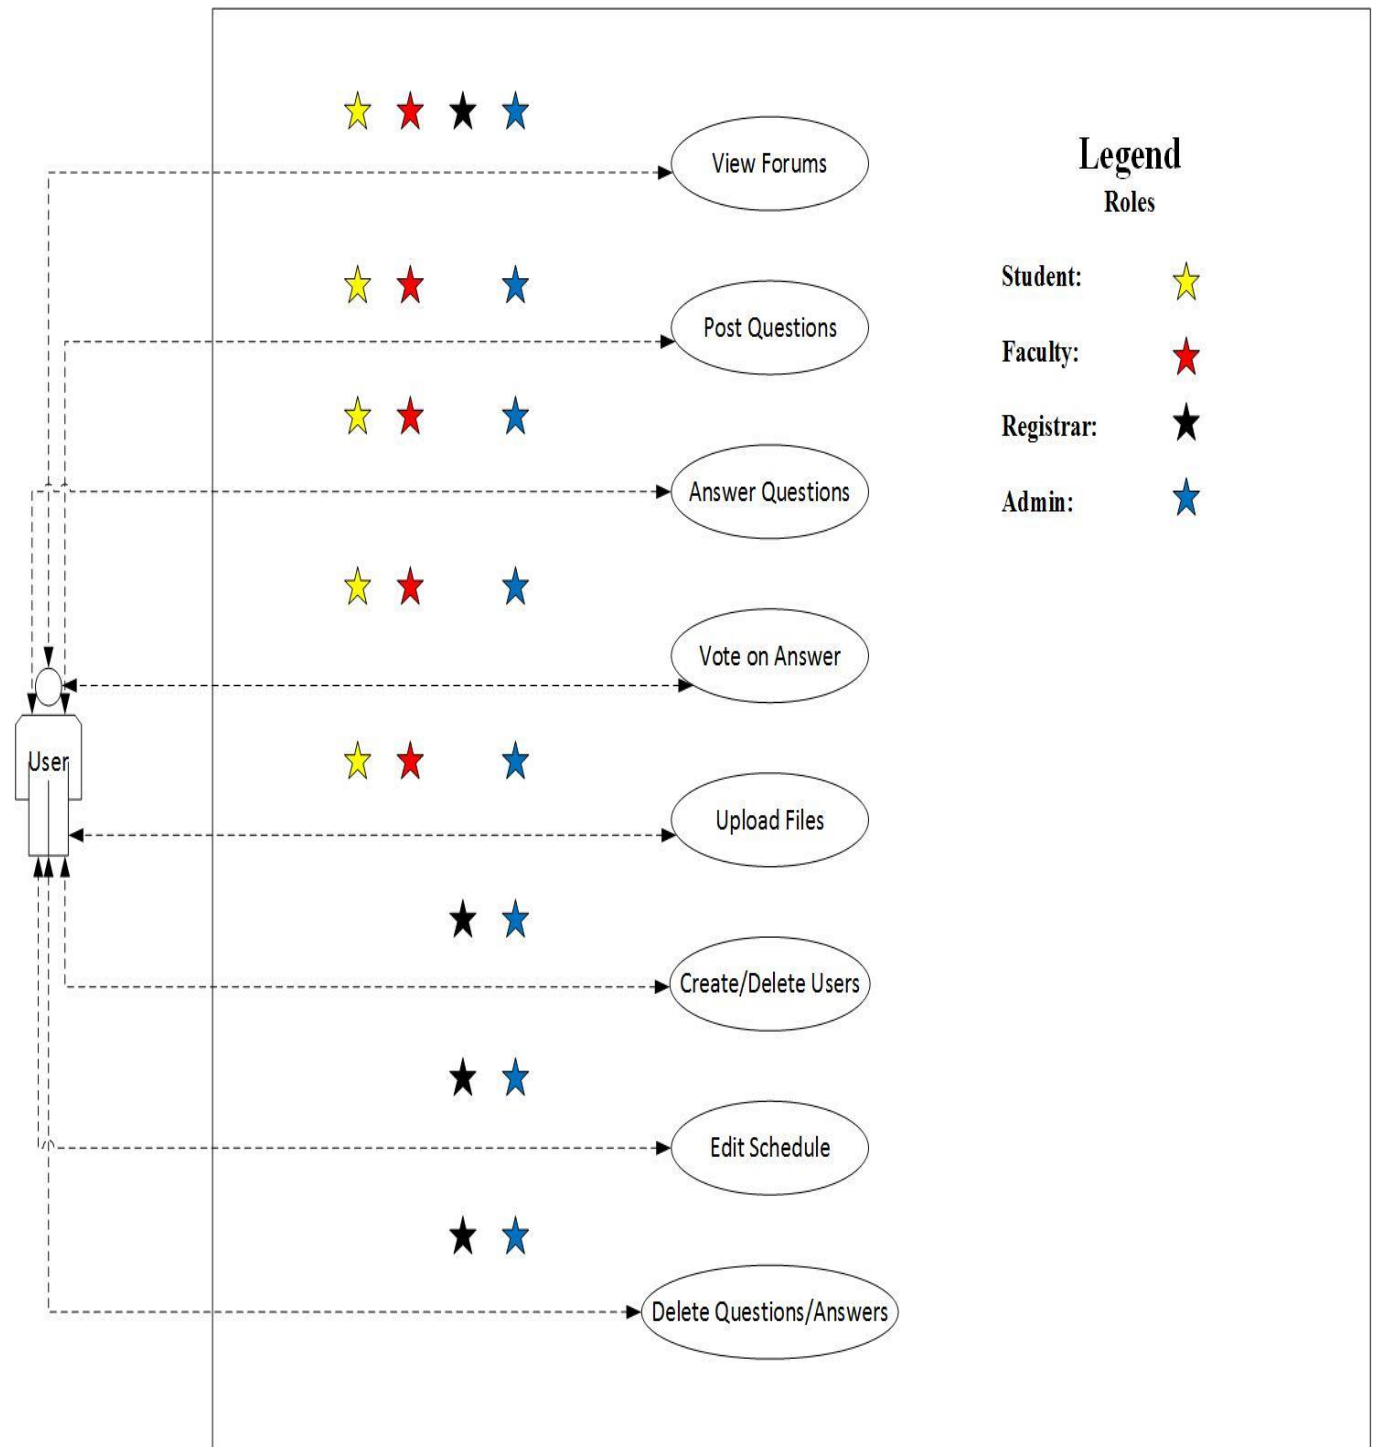 View Forums
Legend
Roles
Student:
Post Questions
Faculty:
Registrar:
Answer Questions
Admin:
Vote on Answer
User
Upload Files
Create/Delete Users
Edit Schedule
Delete Questions/Answers